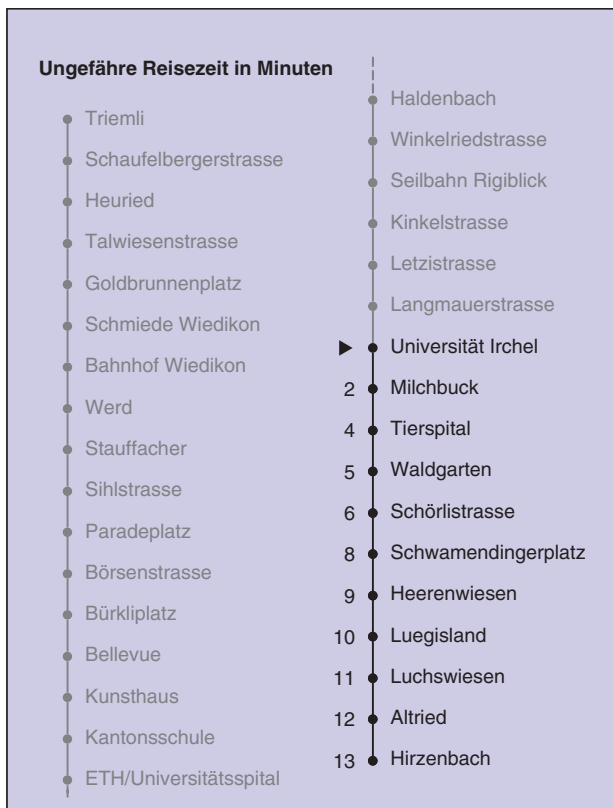 Ungefähre Reisezeit in Minuten
Triemli
Schaufelbergerstrasse
Heuried
Talwiesenstrasse
Goldbrunnenplatz
Schmiede Wiedikon
Bahnhof Wiedikon
Werd
Stauffacher
Sihlstrasse
Paradeplatz
Börsenstrasse
Bürkliplatz
Bellevue
Kunsthaus
Kantonsschule
ETH/Universitätsspital
Haldenbach
Winkelriedstrasse
Seilbahn Rigiblick
Kinkelstrasse
Letzistrasse
Langmauerstrasse
Universität Irchel
2 Milchbuck
4 Tierspital
5 Waldgarten
6 Schörlistrasse
8 Schwamendingerplatz
9 Heerenwiesen
10 Luegisland
11 Luchswiesen
12 Altried
13 Hirzenbach